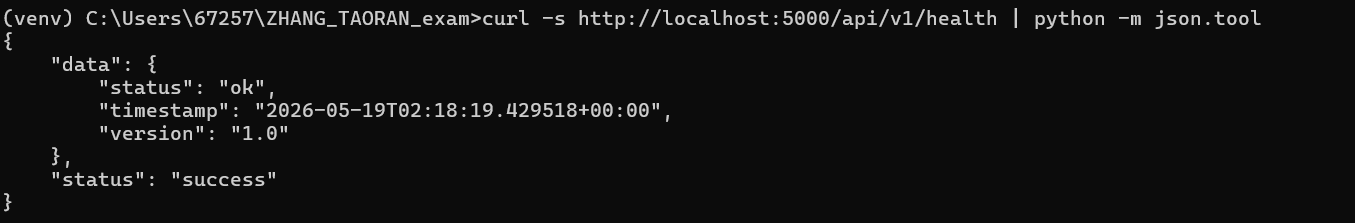 (venv) C:\Users\67257\ZHANG_TAORAN_exam>curl -s http://localhost:5000/api/v1/health | python -m json.tool
{
    "data": {
        "status": "ok",
        "timestamp": "2026-05-19T02:18:19.429518+00:00",
        "version": "1.0"
    },
    "status": "success"
}